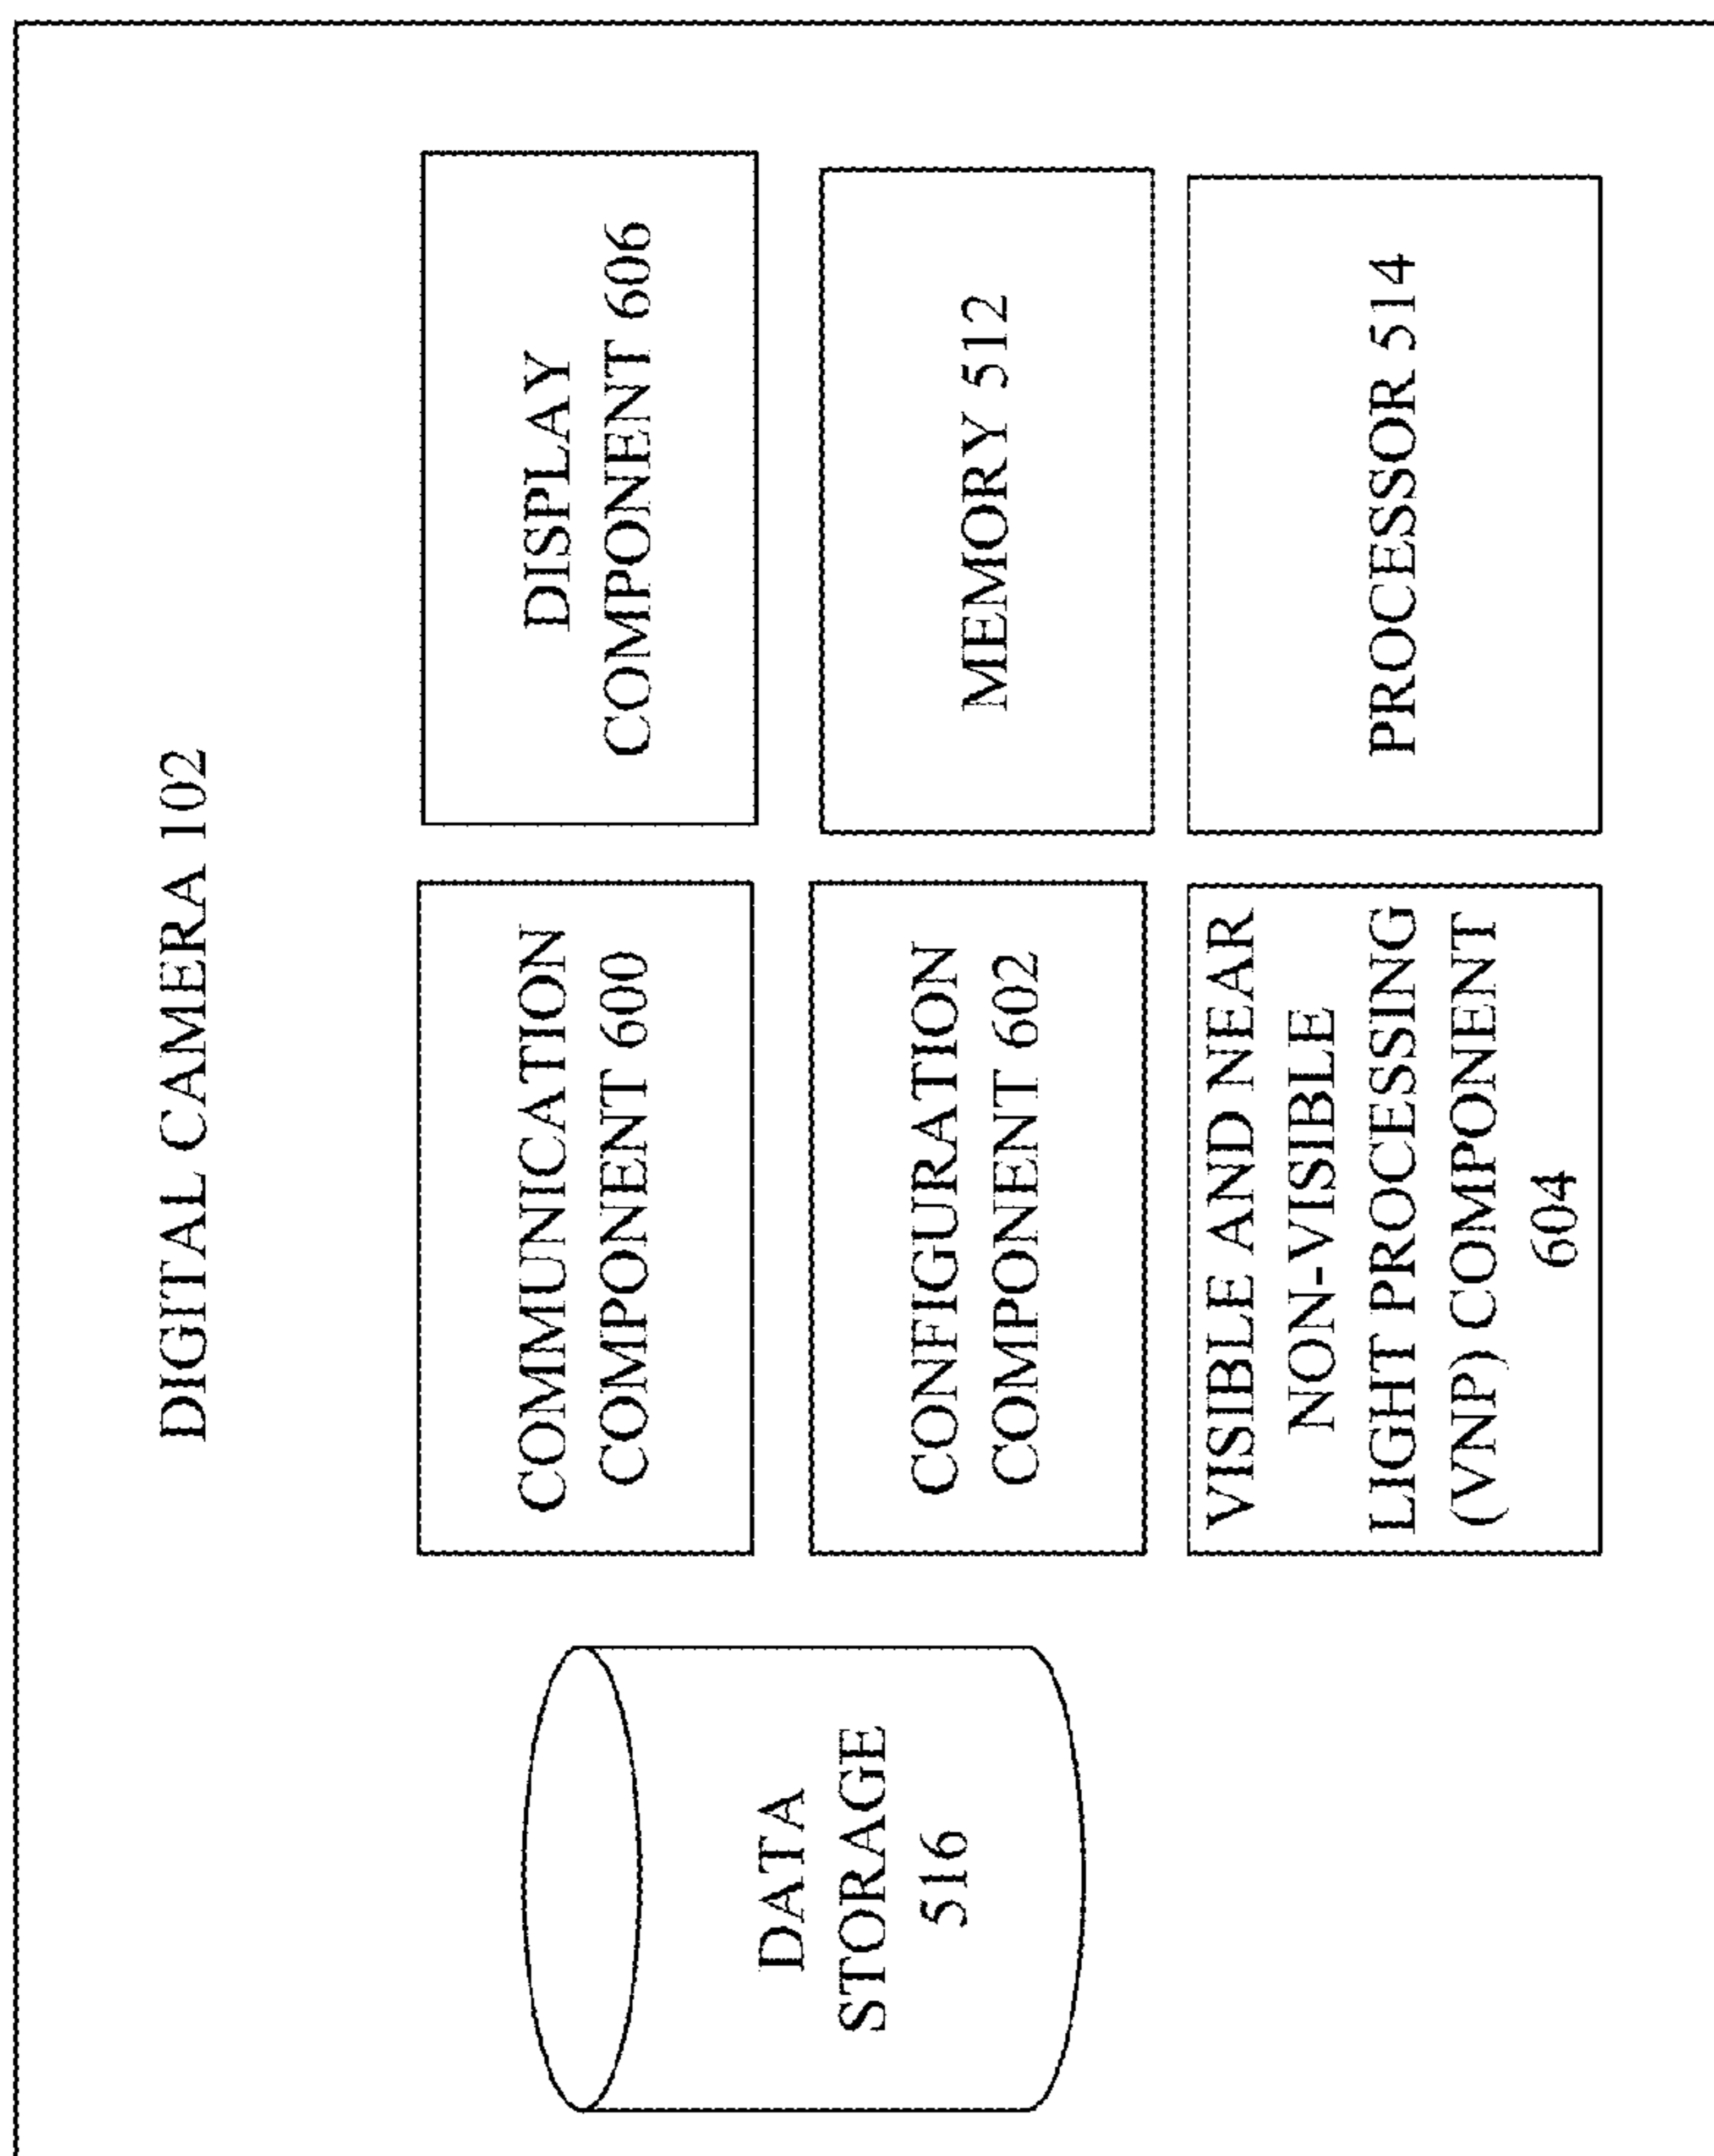 DIGITAL CAMERA 102
DATA
STORAGE
516
COMMUNICATION
COMPONENT 600
DISPLAY
COMPONENT 606
CONFIGURATION
COMPONENT 602
MEMORY 512
VISIBLE AND NEAR
NON-VISIBLE
LIGHT PROCESSING
(VNP) COMPONENT
604
PROCESSOR 514